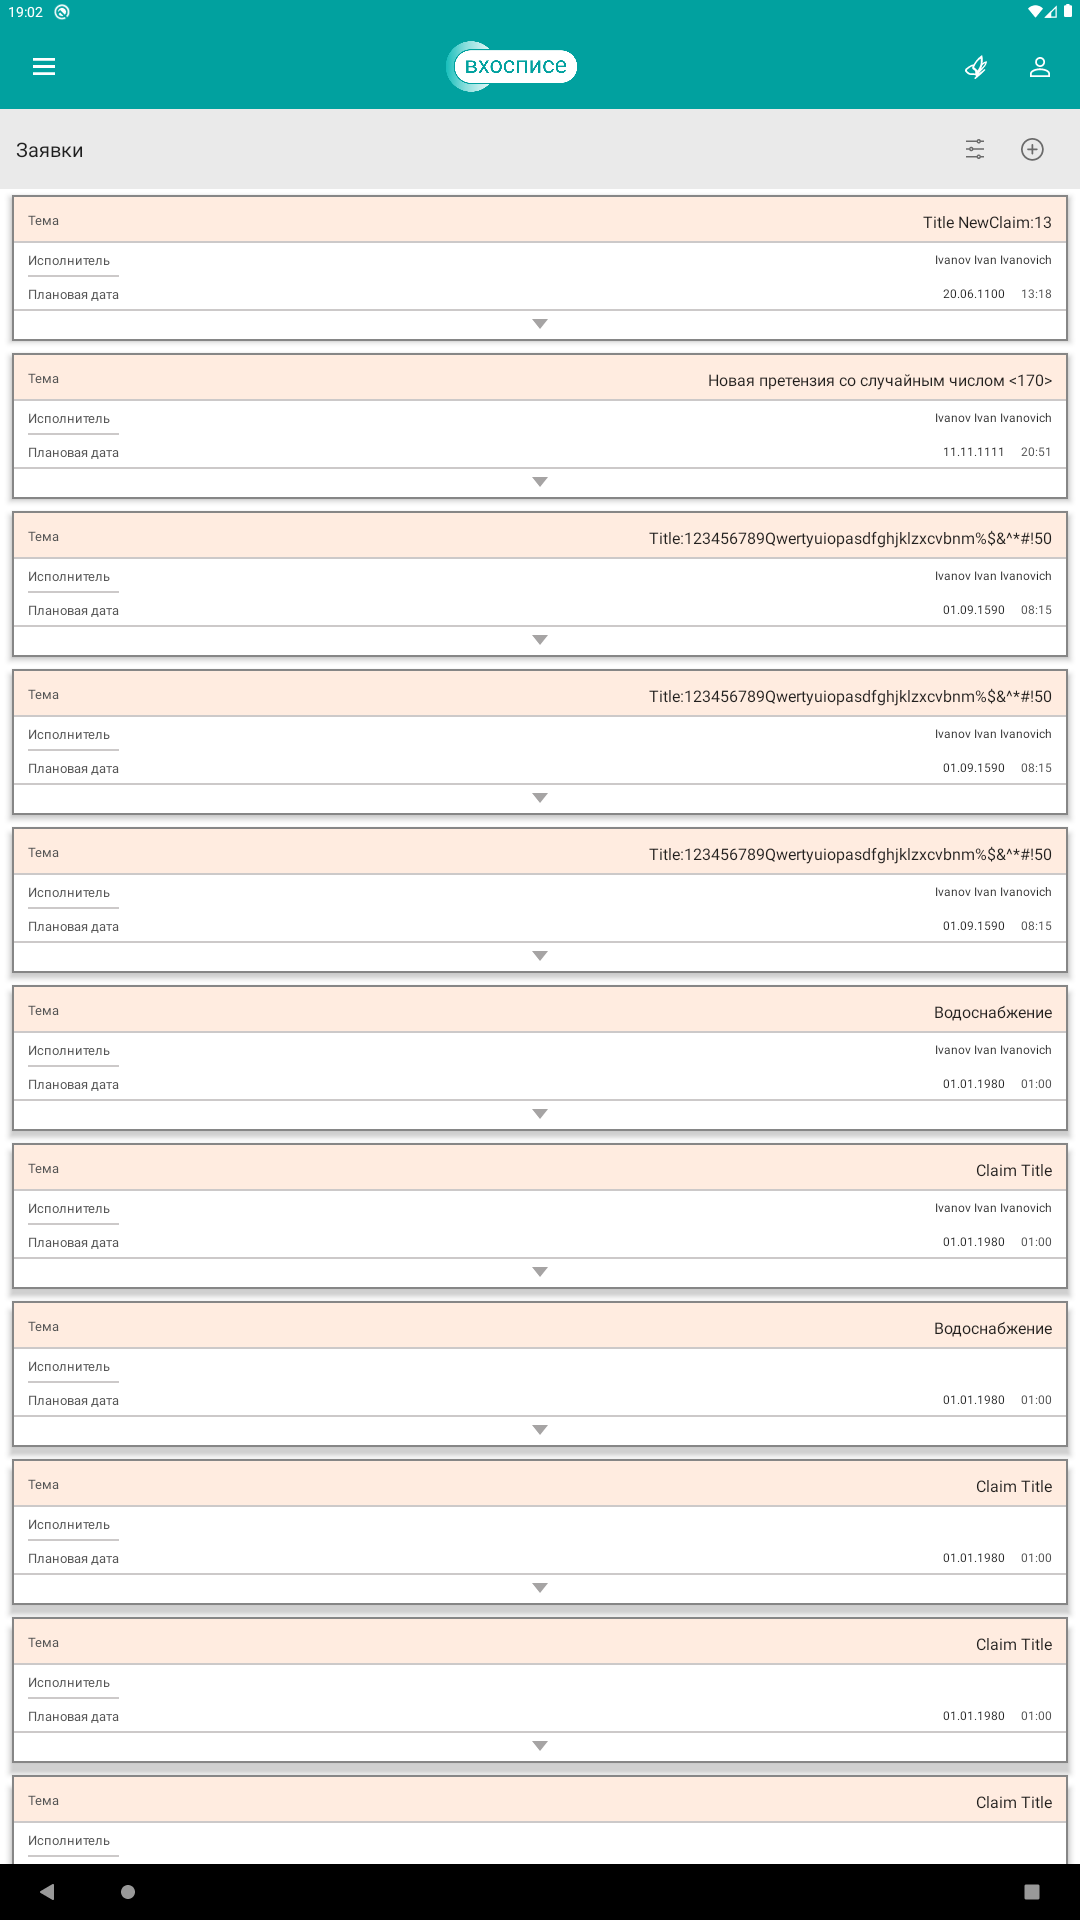 19:02
вхосписе
Заявки
Тема Title NewClaim:13
Исполнитель Ivanov Ivan Ivanovich
Плановая дата 20.06.1100 13:18
Тема Новая претензия со случайным числом <170>
Исполнитель Ivanov Ivan Ivanovich
Плановая дата 11.11.1111 20:51
Тема Title:123456789Qwertyuiopasdfghjklzxcvbnm%$&^*#!50
Исполнитель Ivanov Ivan Ivanovich
Плановая дата 01.09.1590 08:15
Тема Title:123456789Qwertyuiopasdfghjklzxcvbnm%$&^*#!50
Исполнитель Ivanov Ivan Ivanovich
Плановая дата 01.09.1590 08:15
Тема Title:123456789Qwertyuiopasdfghjklzxcvbnm%$&^*#!50
Исполнитель Ivanov Ivan Ivanovich
Плановая дата 01.09.1590 08:15
Тема Водоснабжение
Исполнитель Ivanov Ivan Ivanovich
Плановая дата 01.01.1980 01:00
Тема Claim Title
Исполнитель Ivanov Ivan Ivanovich
Плановая дата 01.01.1980 01:00
Тема Водоснабжение
Исполнитель
Плановая дата 01.01.1980 01:00
Тема Claim Title
Исполнитель
Плановая дата 01.01.1980 01:00
Тема Claim Title
Исполнитель
Плановая дата 01.01.1980 01:00
Тема Claim Title
Исполнитель